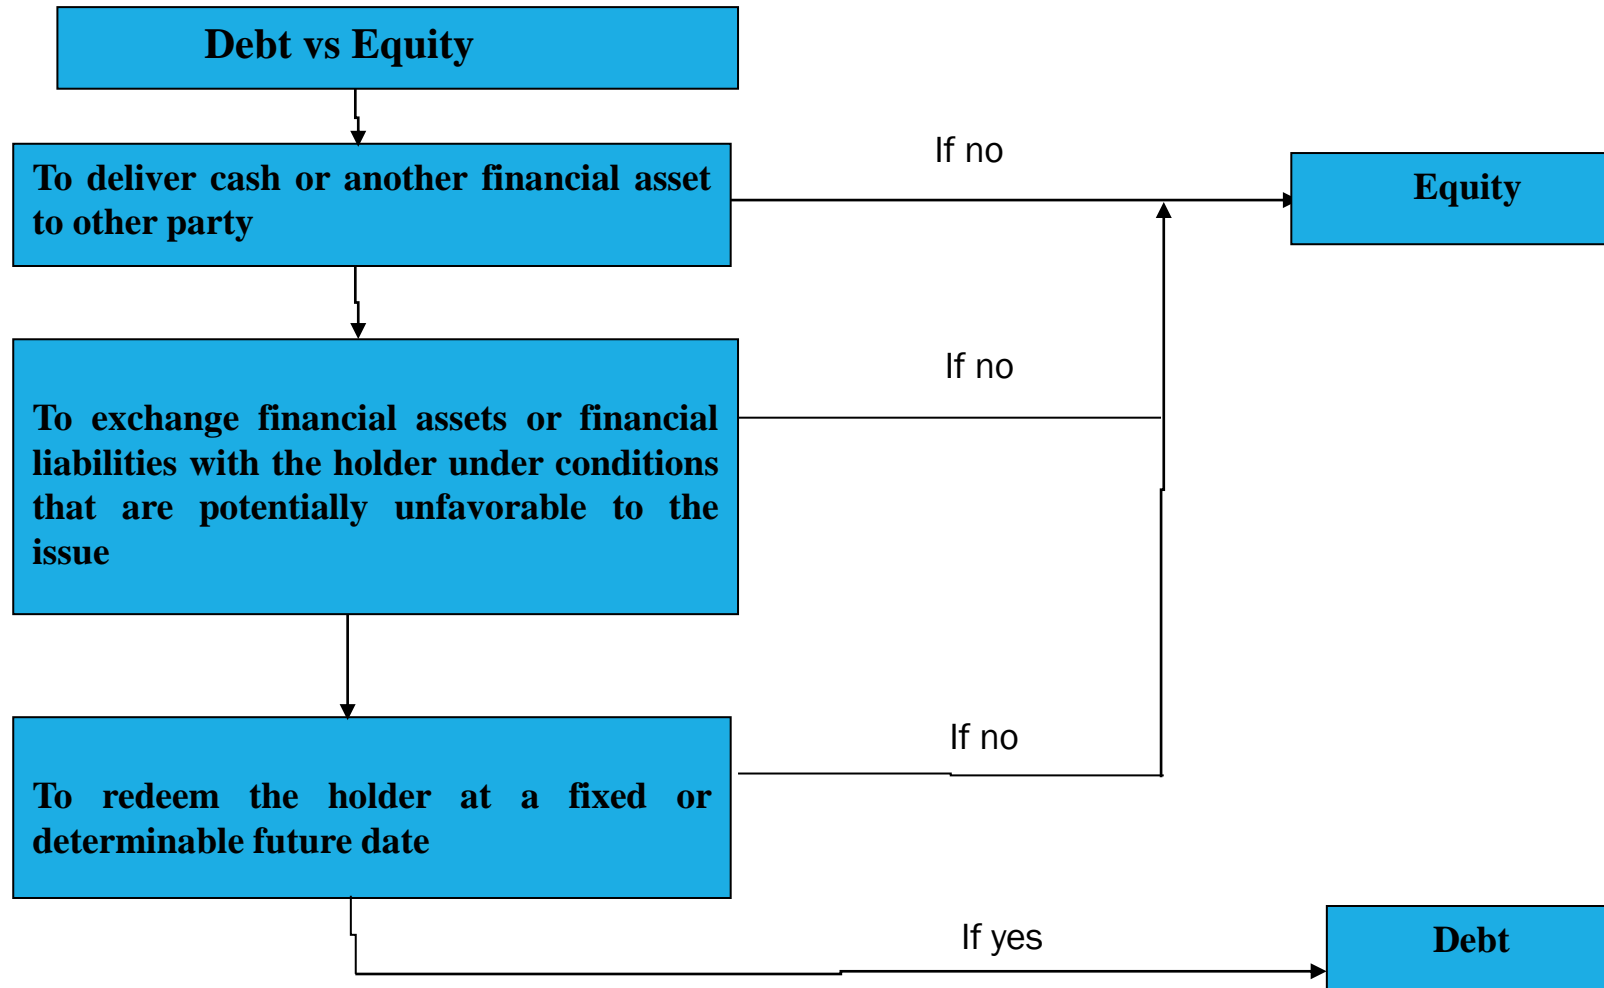 Debt vs Equity
If no
To deliver cash or another financial asset
to other party
Equity
If no
To exchange financial assets or financial
liabilities with the holder under conditions
that are potentially unfavorable to the
issue
If no
To redeem the holder at a fixed or
determinable future date
If yes
Debt